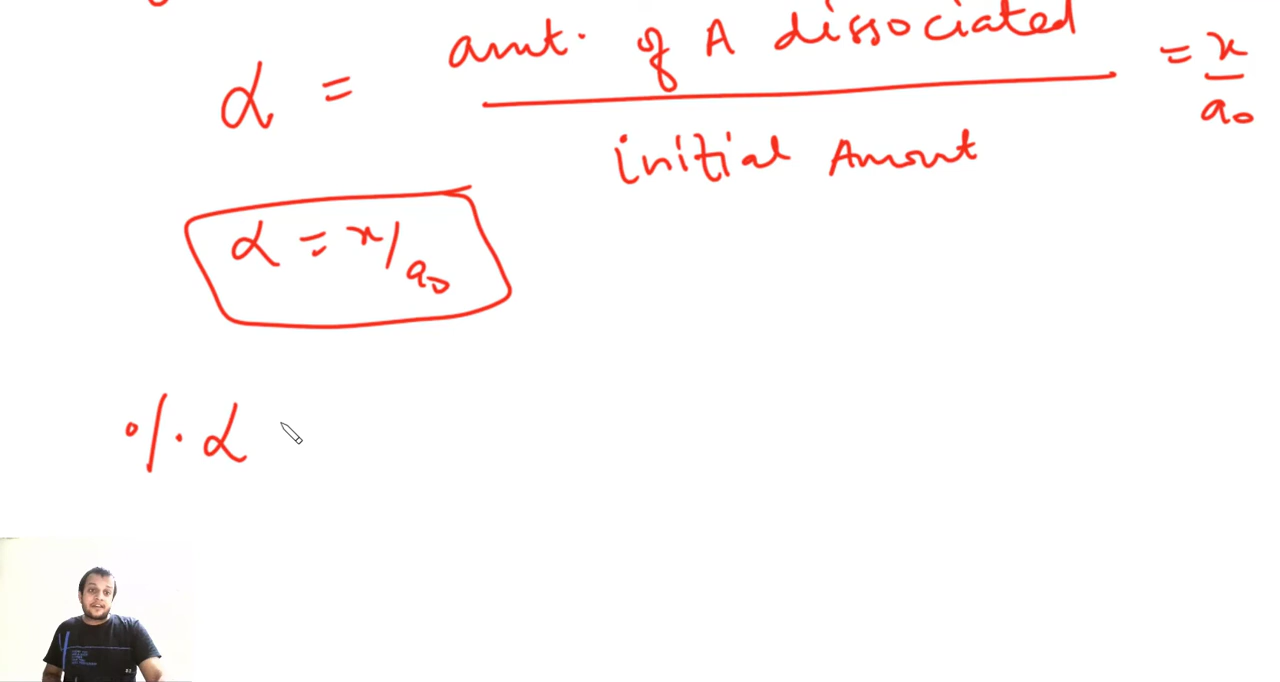 α = amt. of A dissociated / initial Amount = x / a₀
α = x/a₀
% α